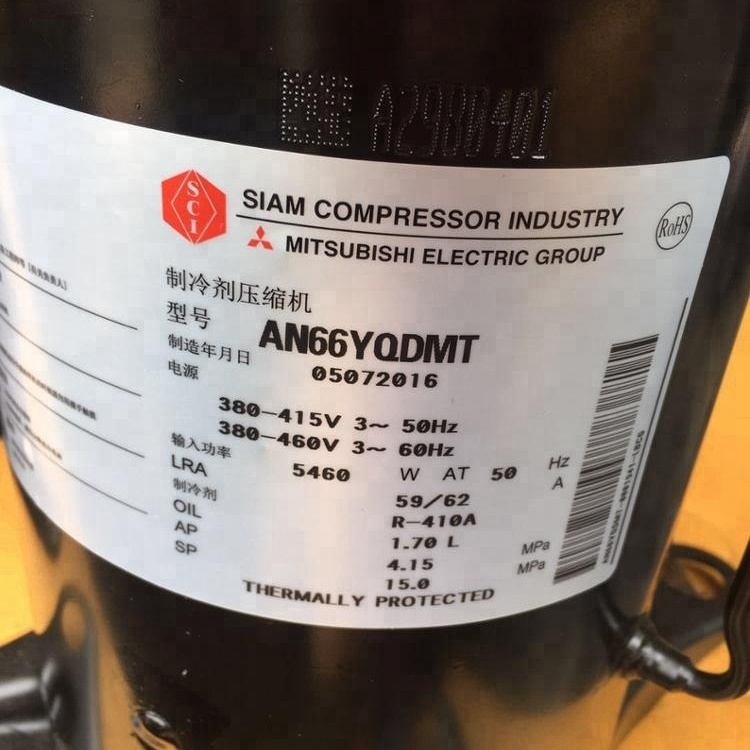 A2980401
SCI
SIAM COMPRESSOR INDUSTRY
MITSUBISHI ELECTRIC GROUP
RoHS
制冷剂压缩机
型号 AN66YQDMT
制造年月日 05072016
电源 380-415V 3~ 50Hz
380-460V 3~ 60Hz
输入功率 5460 W AT 50 Hz
LRA 59/62 A
制冷剂 R-410A
OIL 1.70 L
AP 4.15 MPa
SP 15.0 MPa
THERMALLY PROTECTED